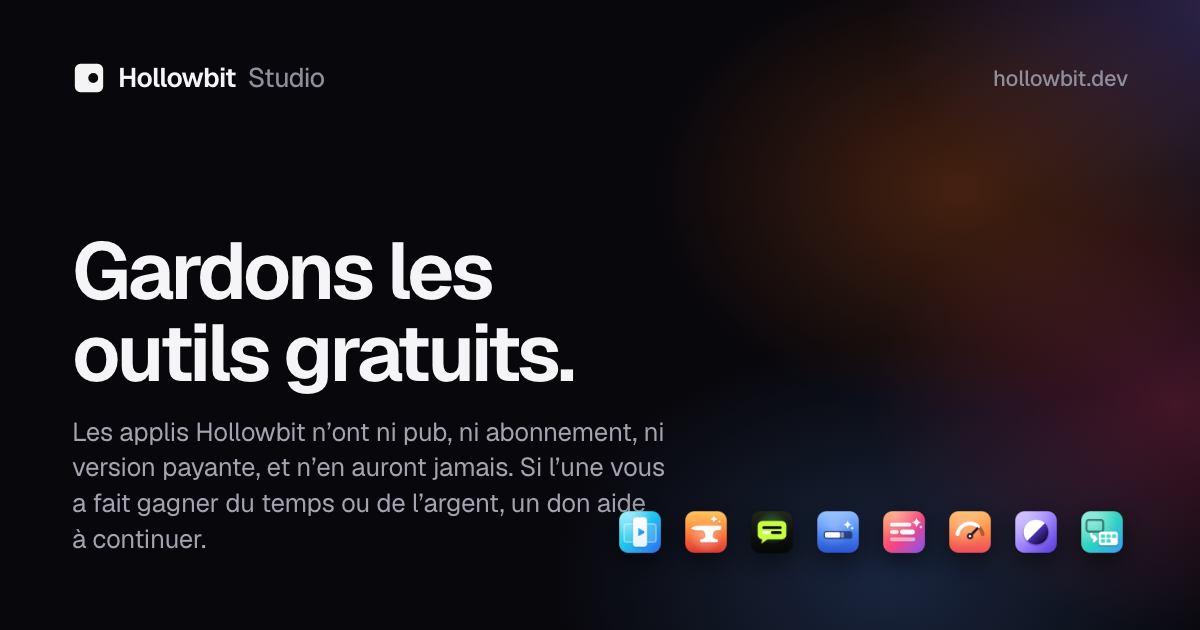 Hollowbit Studio
hollowbit.dev
Gardons les
outils gratuits.
Les applis Hollowbit n’ont ni pub, ni abonnement, ni
version payante, et n’en auront jamais. Si l’une vous
a fait gagner du temps ou de l’argent, un don aide
à continuer.